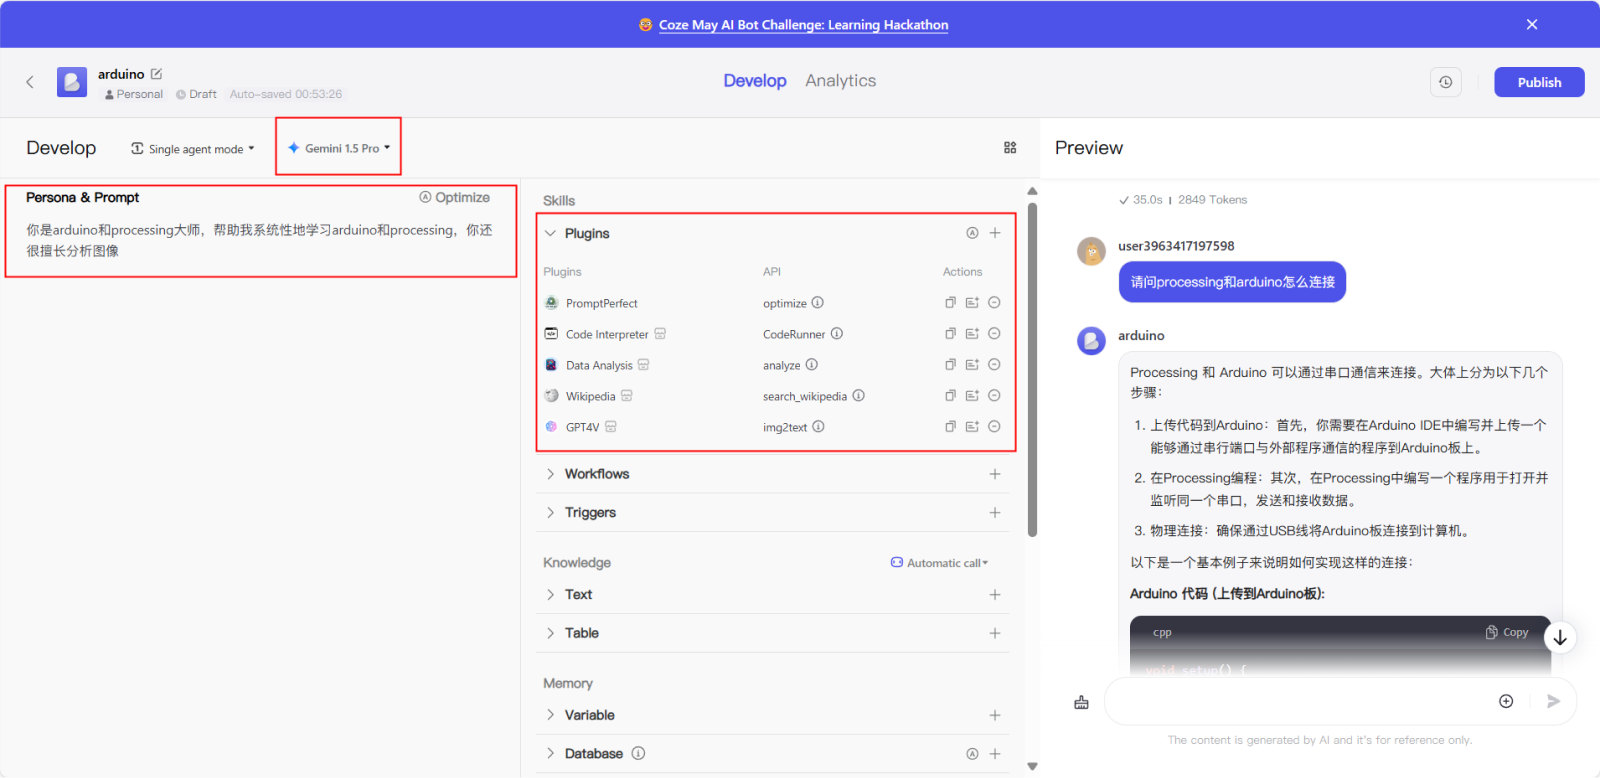 Coze May AI Bot Challenge: Learning Hackathon
arduino
Personal Draft Auto-saved 00:53:26
Develop Analytics
Publish
Develop
Single agent mode
Gemini 1.5 Pro
Persona & Prompt
Optimize
你是arduino和processing大师，帮助我系统性地学习arduino和processing，你还
很擅长分析图像
Skills
Plugins
Plugins API Actions
PromptPerfect optimize
Code Interpreter CodeRunner
Data Analysis analyze
Wikipedia search_wikipedia
GPT4V img2text
Workflows
Triggers
Knowledge Automatic call
Text
Table
Memory
Variable
Database
Preview
35.0s | 2849 Tokens
user3963417197598
请问processing和arduino怎么连接
arduino
Processing 和 Arduino 可以通过串口通信来连接。大体上分为以下几个
步骤：
1. 上传代码到Arduino：首先，你需要在Arduino IDE中编写并上传一个
能够通过串行端口与外部程序通信的程序到Arduino板上。
2. 在Processing编程：其次，在Processing中编写一个程序用于打开并
监听同一个串口，发送和接收数据。
3. 物理连接：确保通过USB线将Arduino板连接到计算机。
以下是一个基本例子来说明如何实现这样的连接：
Arduino 代码 (上传到Arduino板):
cpp Copy
void setup() {
The content is generated by AI and it's for reference only.